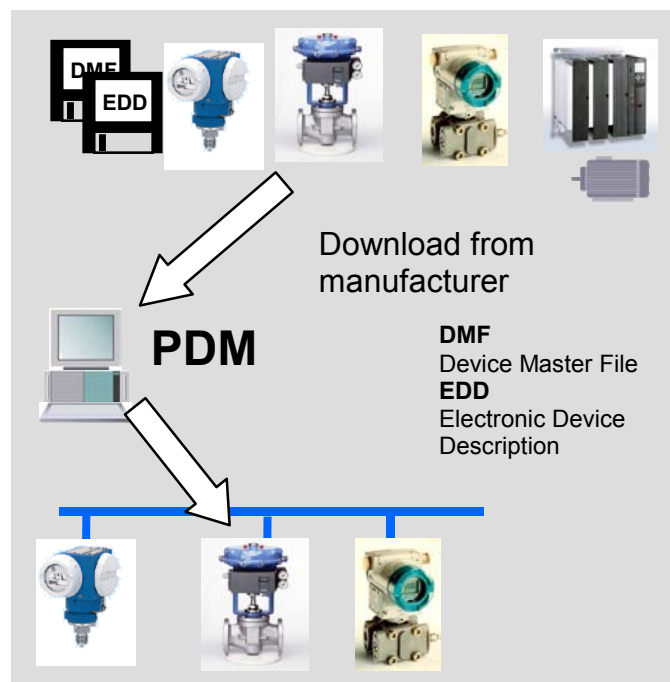 DMF
EDD
Download from
manufacturer
PDM
DMF
Device Master File
EDD
Electronic Device
Description